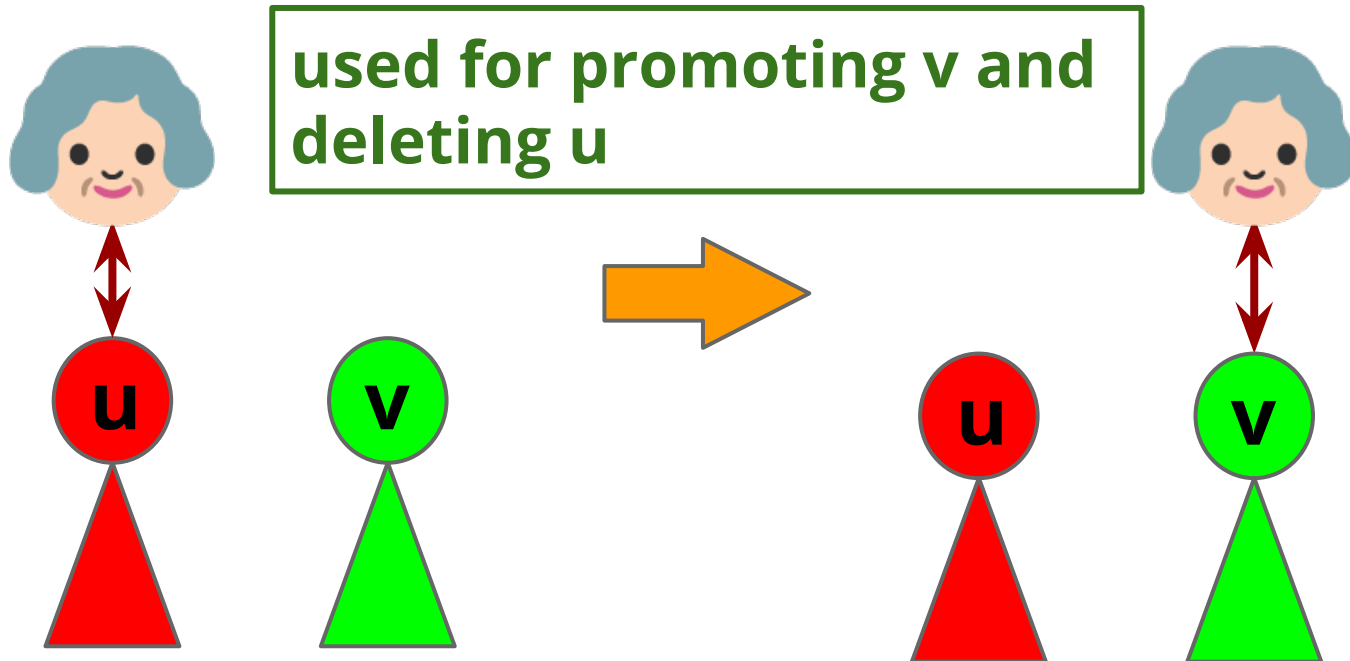 used for promoting v and
deleting u
u
v
u
v